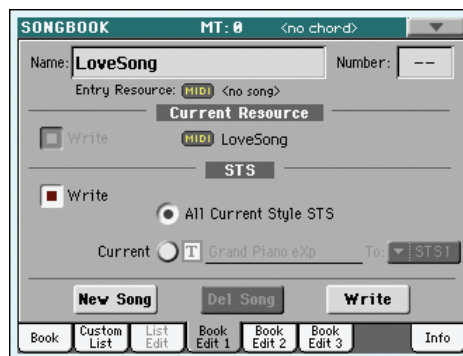 SONGBOOK MT:0 <no chord>
Name: LoveSong Number: --
Entry Resource: MIDI <no song>
Current Resource
Write MIDI LoveSong
STS
Write
All Current Style STS
Current T Grand Piano eXp To: STS1
New Song Del Song Write
Book Custom List List Edit Book Edit 1 Book Edit 2 Book Edit 3 Info